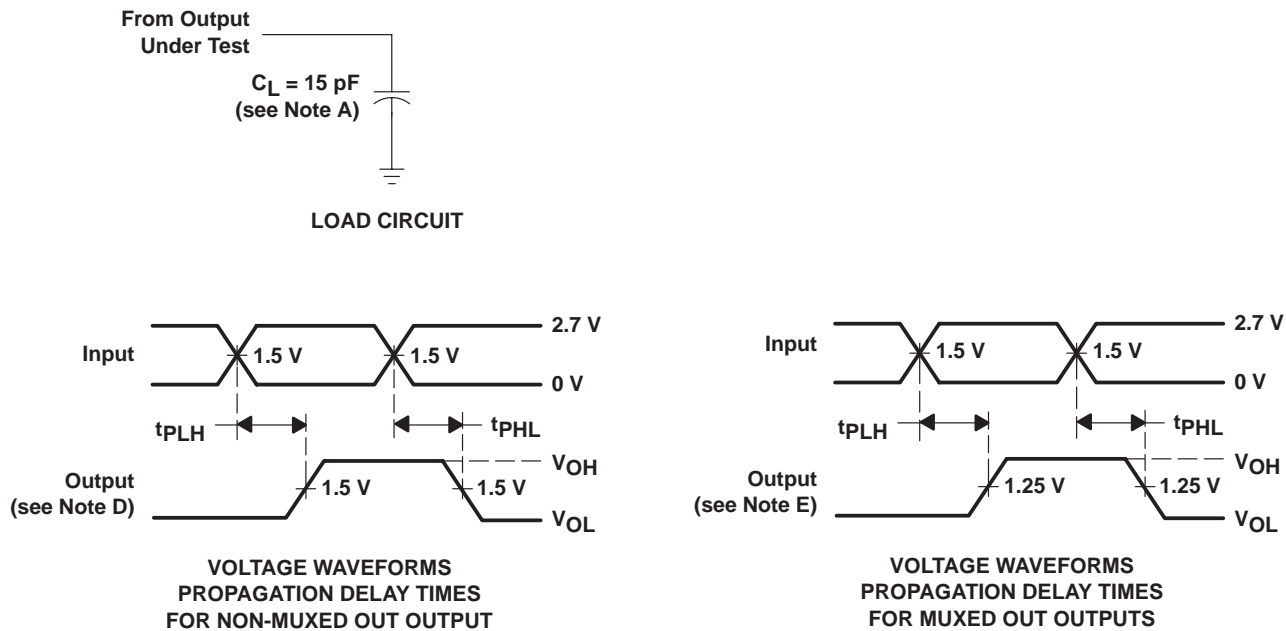 From Output
Under Test
CL = 15 pF
(see Note A)
LOAD CIRCUIT
Input
2.7 V
1.5 V
1.5 V
0 V
tPLH
tPHL
Output
(see Note D)
VOH
1.5 V
1.5 V
VOL
VOLTAGE WAVEFORMS
PROPAGATION DELAY TIMES
FOR NON-MUXED OUT OUTPUT
Input
2.7 V
1.5 V
1.5 V
0 V
tPLH
tPHL
Output
(see Note E)
VOH
1.25 V
1.25 V
VOL
VOLTAGE WAVEFORMS
PROPAGATION DELAY TIMES
FOR MUXED OUT OUTPUTS